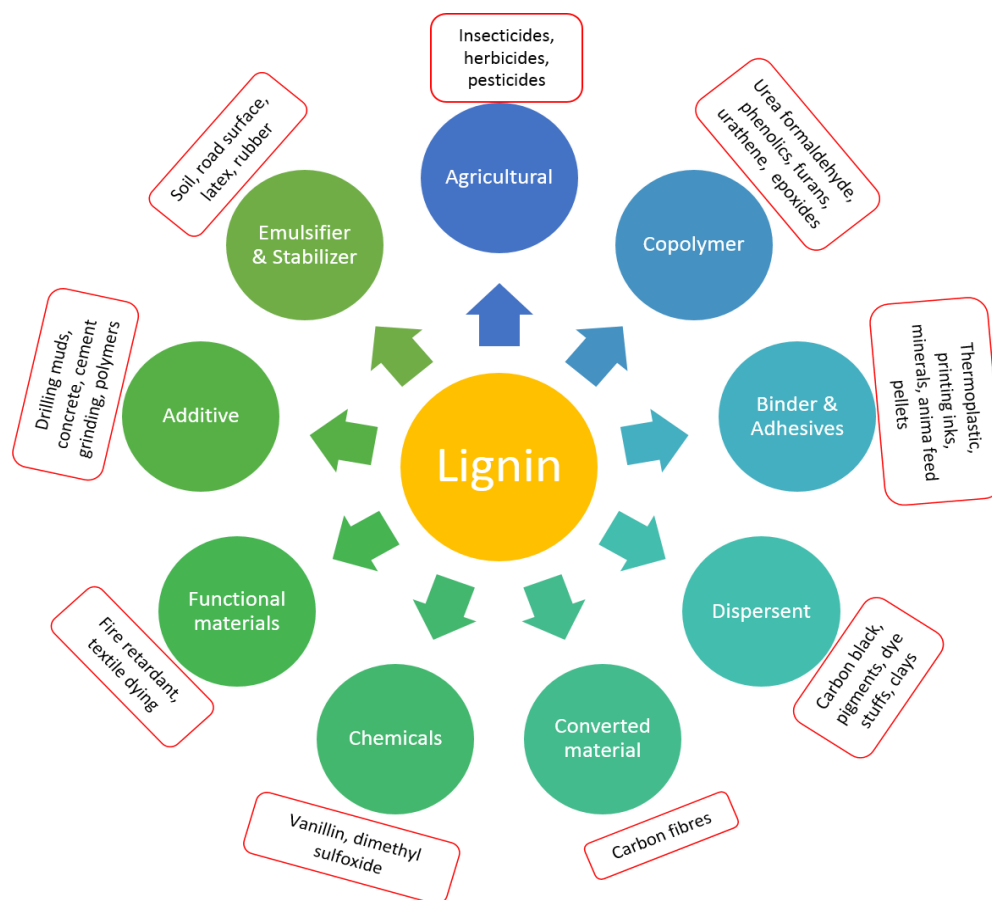 Insecticides,
herbicides,
pesticides
Agricultural
Urea formaldehyde,
phenolics, furans,
urathene, epoxides
Copolymer
Thermoplastic,
printing inks,
minerals, anima feed
pellets
Binder &
Adhesives
Carbon black,
pigments, dye
stuffs, clays
Dispersent
Carbon fibres
Converted
material
Vanillin, dimethyl
sulfoxide
Chemicals
Fire retardant,
textile dying
Functional
materials
Drilling muds,
concrete, cement
grinding, polymers
Additive
Soil, road surface,
latex, rubber
Emulsifier
& Stabilizer
Lignin